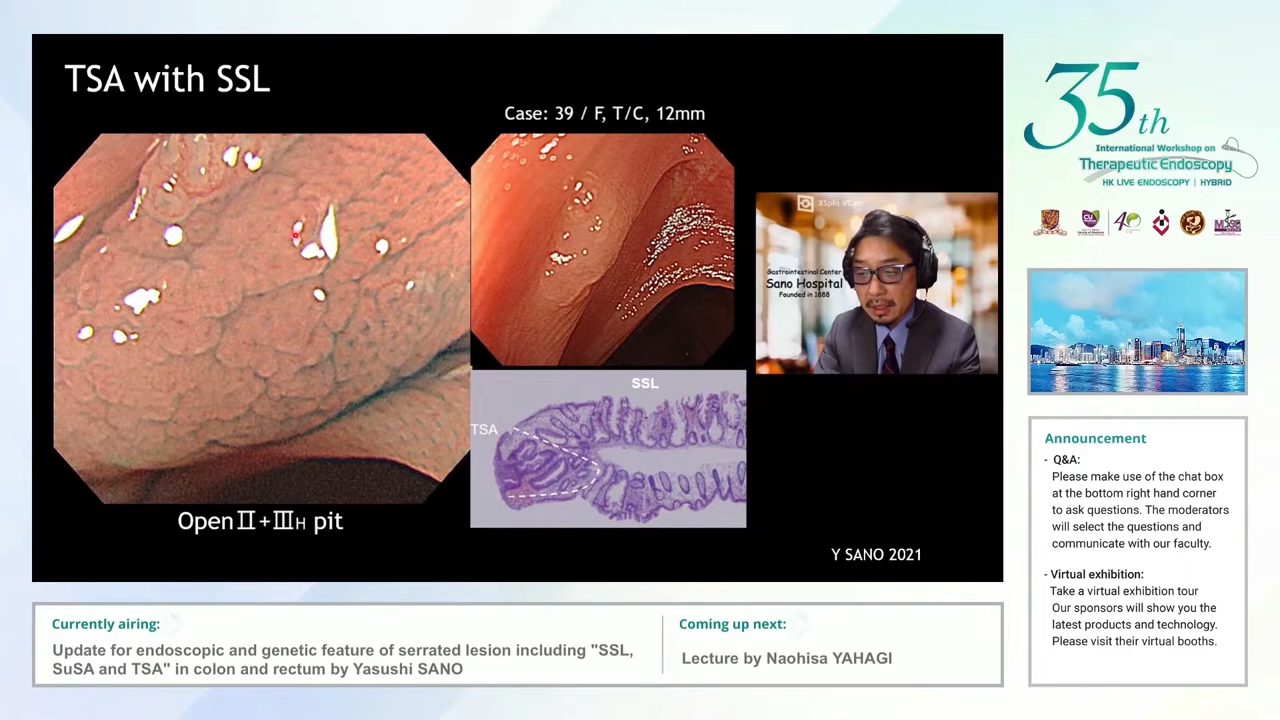 TSA with SSL
Case: 39 / F, T/C, 12mm
SSL
TSA
OpenⅡ+ⅢH pit
Y SANO 2021
XSplit VCam
Gastrointestinal Center
Sano Hospital
Founded in 1888
35th
International Workshop on
Therapeutic Endoscopy
HK LIVE ENDOSCOPY | HYBRID
Announcement
- Q&A:
Please make use of the chat box
at the bottom right hand corner
to ask questions. The moderators
will select the questions and
communicate with our faculty.
- Virtual exhibition:
Take a virtual exhibition tour
Our sponsors will show you the
latest products and technology.
Please visit their virtual booths.
Currently airing:
Update for endoscopic and genetic feature of serrated lesion including "SSL,
SuSA and TSA" in colon and rectum by Yasushi SANO
Coming up next:
Lecture by Naohisa YAHAGI